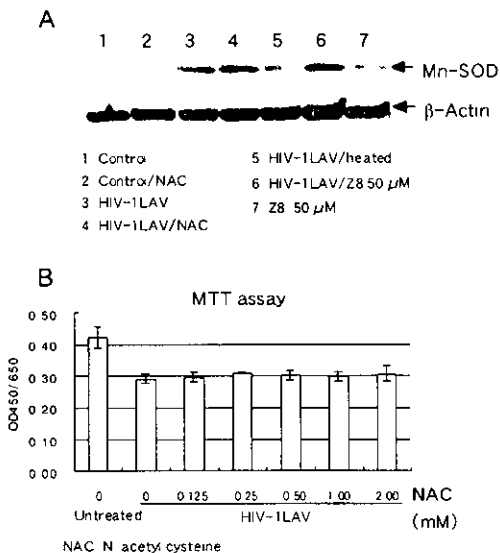 A
1 2 3 4 5 6 7
Mn-SOD
β-Actin
1 Control
2 Control/NAC
3 HIV-1LAV
4 HIV-1LAV/NAC
5 HIV-1LAV/heated
6 HIV-1LAV/Z8 50 μM
7 Z8 50 μM
B
MTT assay
OD450/650
0 50
0 40
0 30
0 20
0 10
0 00
0 0 0 125 0 25 0 50 1 00 2 00 NAC
Untreated HIV-1LAV (mM)
NAC N acetyl cysteine